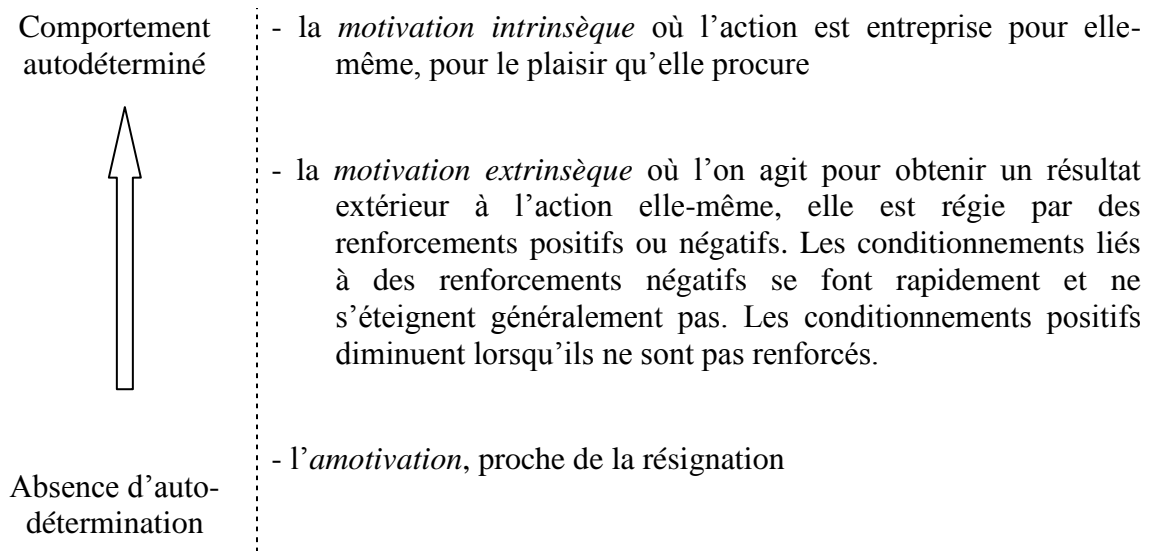 Comportement
autodéterminé
- la motivation intrinsèque où l’action est entreprise pour elle-
même, pour le plaisir qu’elle procure
- la motivation extrinsèque où l’on agit pour obtenir un résultat
extérieur à l’action elle-même, elle est régie par des
renforcements positifs ou négatifs. Les conditionnements liés
à des renforcements négatifs se font rapidement et ne
s’éteignent généralement pas. Les conditionnements positifs
diminuent lorsqu’ils ne sont pas renforcés.
- l’amotivation, proche de la résignation
Absence d’auto-
détermination